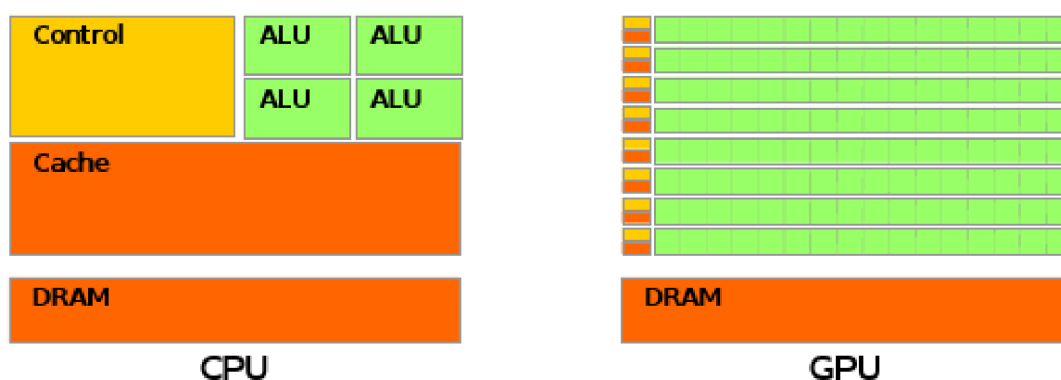 Control
ALU ALU
ALU ALU
Cache
DRAM
CPU
DRAM
GPU